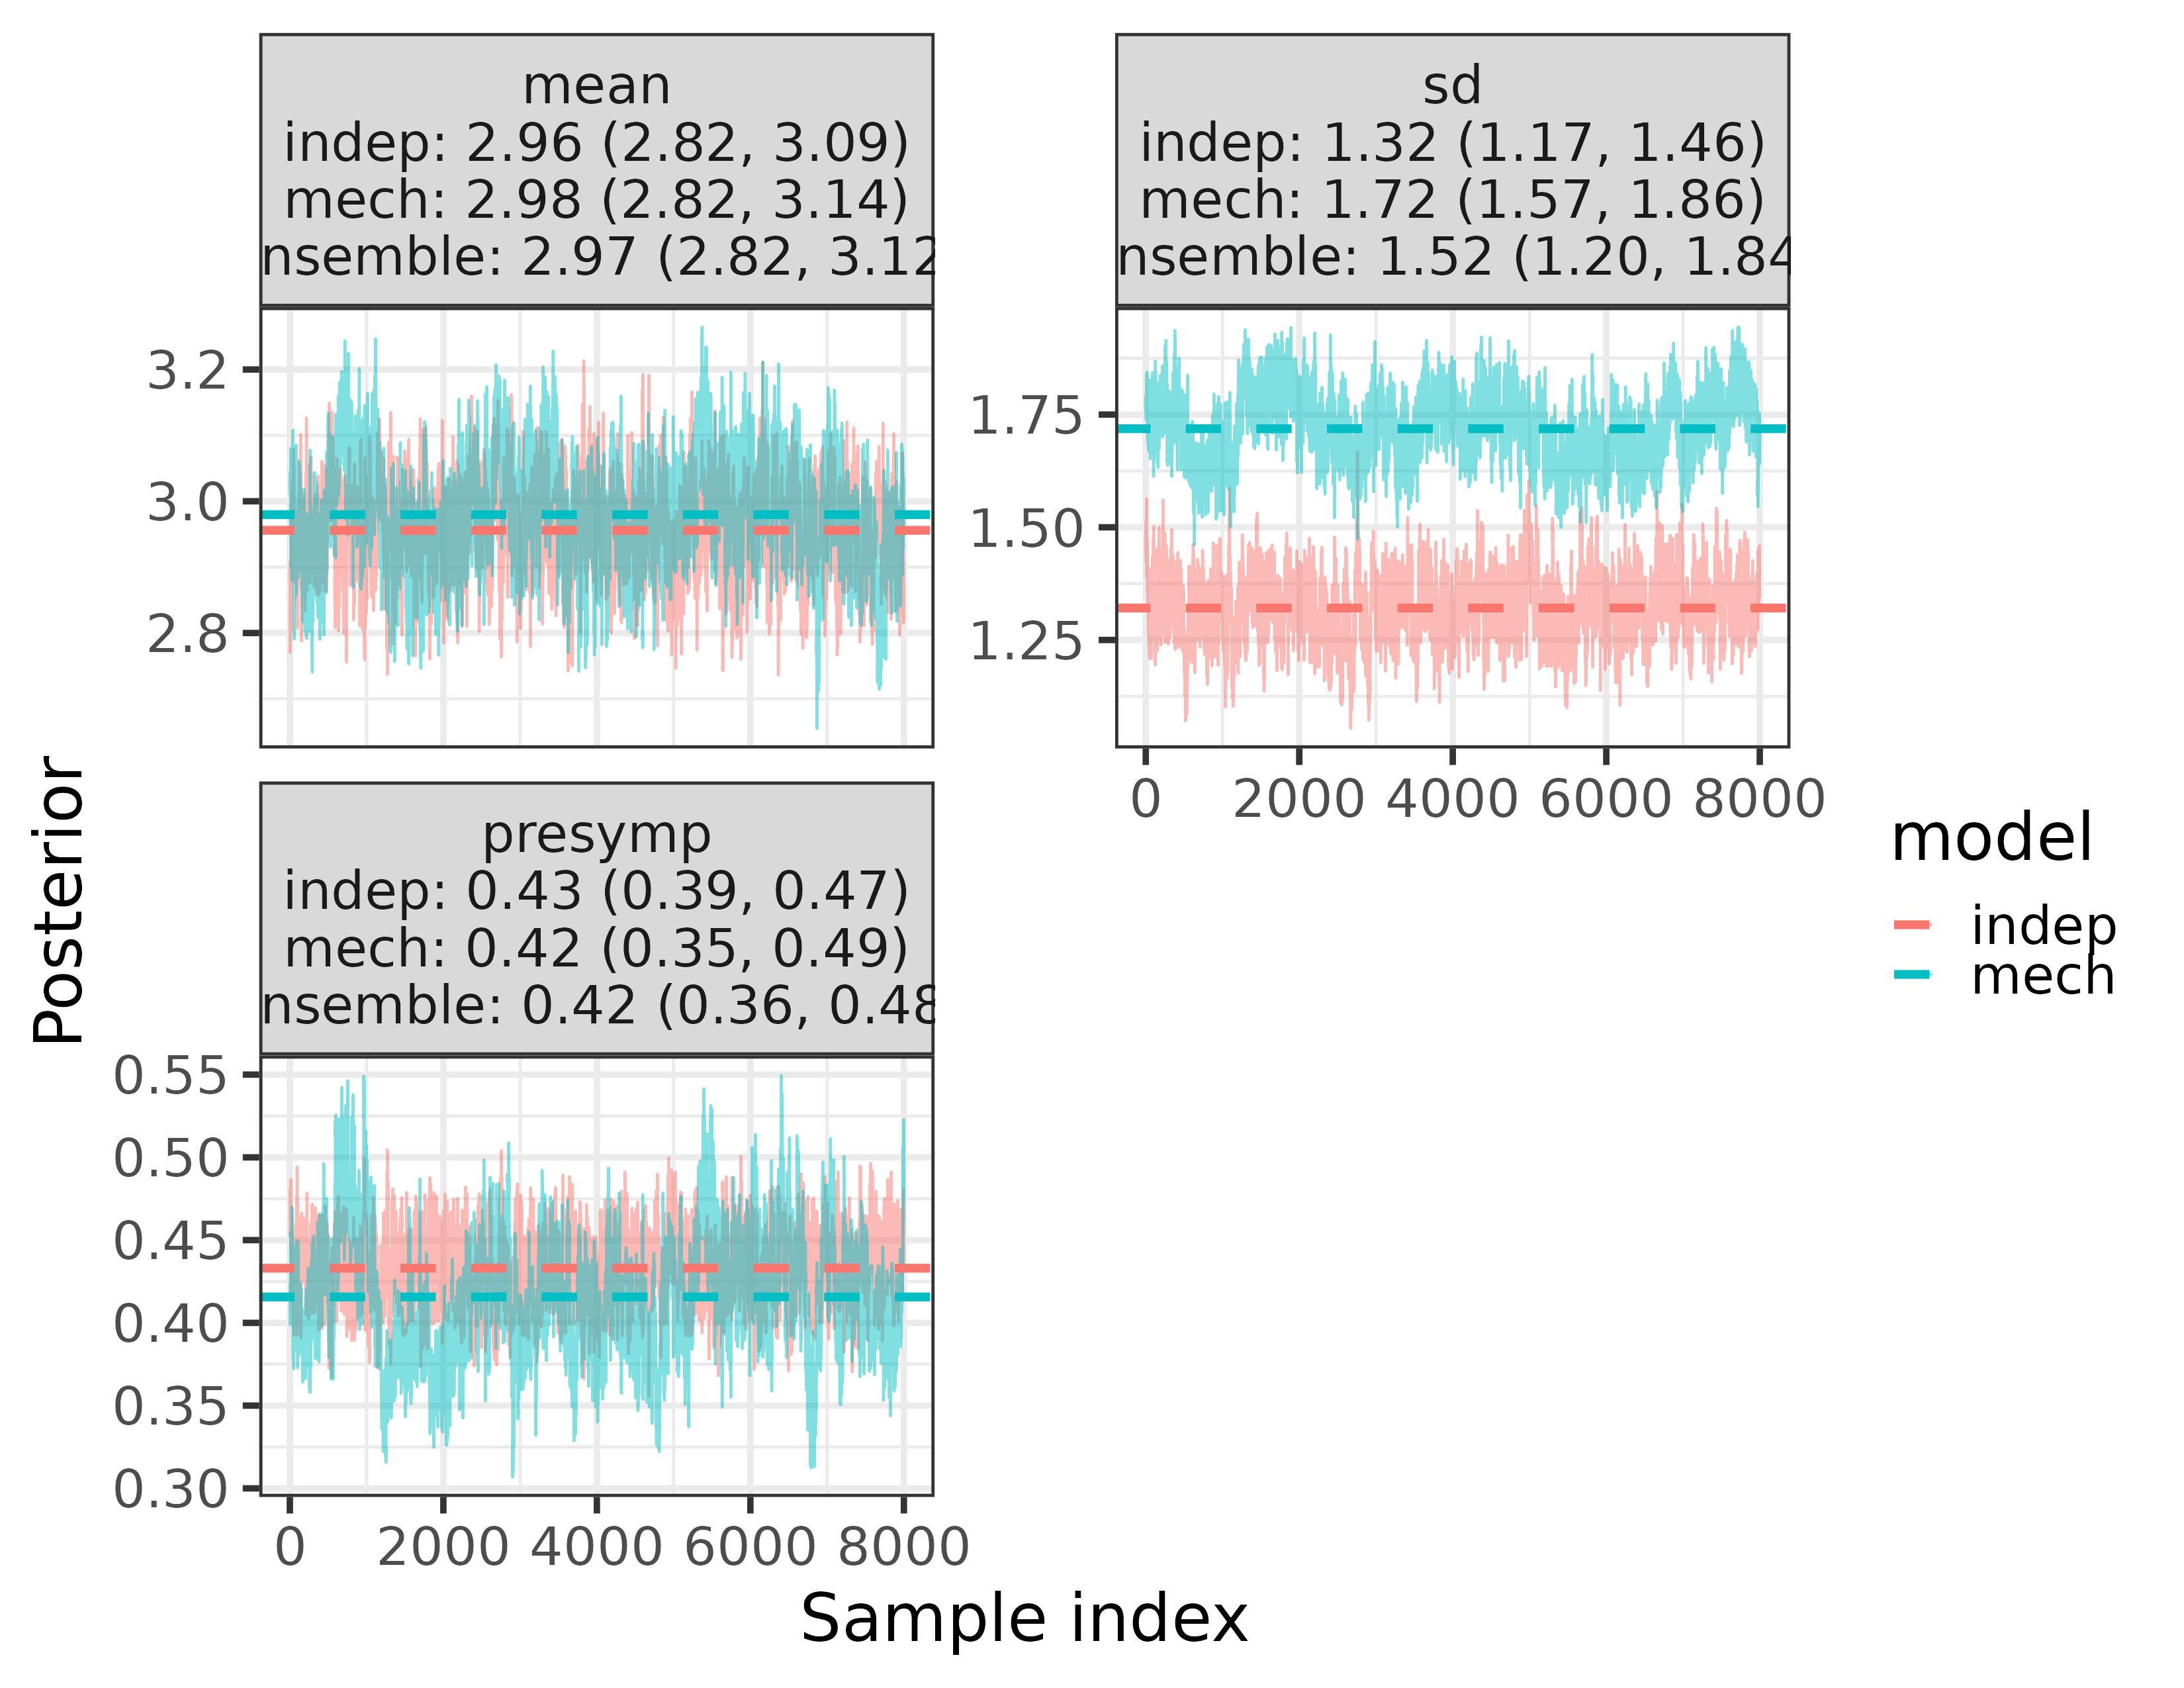 mean
indep: 2.96 (2.82, 3.09)
mech: 2.98 (2.82, 3.14)
nsemble: 2.97 (2.82, 3.12
sd
indep: 1.32 (1.17, 1.46)
mech: 1.72 (1.57, 1.86)
nsemble: 1.52 (1.20, 1.84
3.2
3.0
2.8
1.75
1.50
1.25
0 2000 4000 6000 8000
presymp
indep: 0.43 (0.39, 0.47)
mech: 0.42 (0.35, 0.49)
nsemble: 0.42 (0.36, 0.48
0.55
0.50
0.45
0.40
0.35
0.30
0 2000 4000 6000 8000
Posterior
Sample index
model
indep
mech